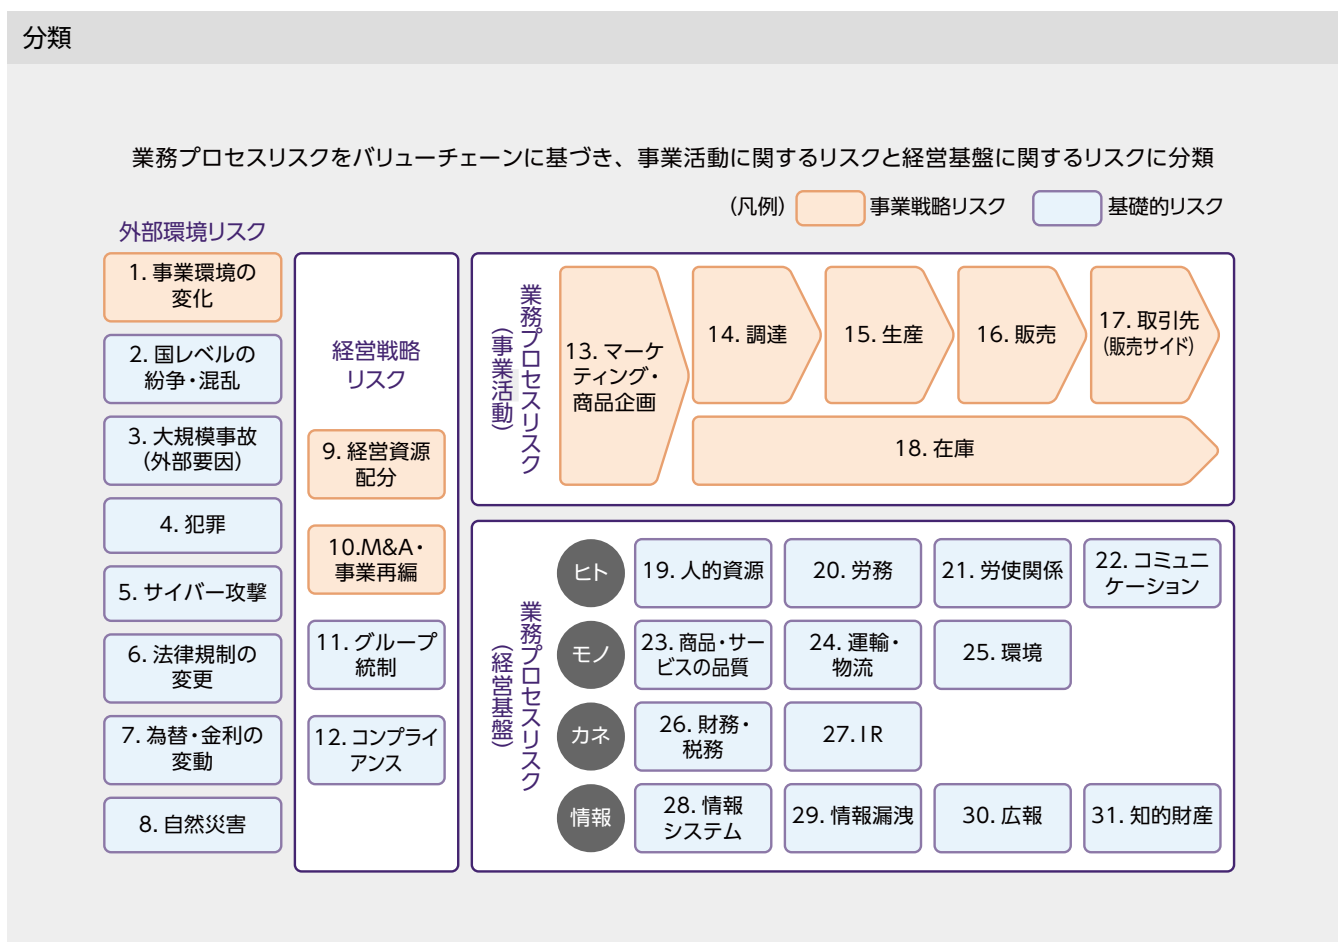 分類
業務プロセスリスクをバリューチェーンに基づき、事業活動に関するリスクと経営基盤に関するリスクに分類
(凡例) 事業戦略リスク 基礎的リスク
外部環境リスク
1. 事業環境の
変化
2. 国レベルの
紛争・混乱
3. 大規模事故
(外部要因)
4. 犯罪
5. サイバー攻撃
6. 法律規制の
変更
7. 為替・金利の
変動
8. 自然災害
経営戦略
リスク
9. 経営資源
配分
10.M&A・
事業再編
11. グループ
統制
12. コンプライ
アンス
業務プロセスリスク
(事業活動)
13. マーケ
ティング・
商品企画
14. 調達
15. 生産
16. 販売
17. 取引先
(販売サイド)
18. 在庫
業務プロセスリスク
(経営基盤)
ヒト
19. 人的資源
20. 労務
21. 労使関係
22. コミュニ
ケーション
モノ
23. 商品・サー
ビスの品質
24. 運輸・
物流
25. 環境
カネ
26. 財務・
税務
27. IR
情報
28. 情報
システム
29. 情報漏洩
30. 広報
31. 知的財産